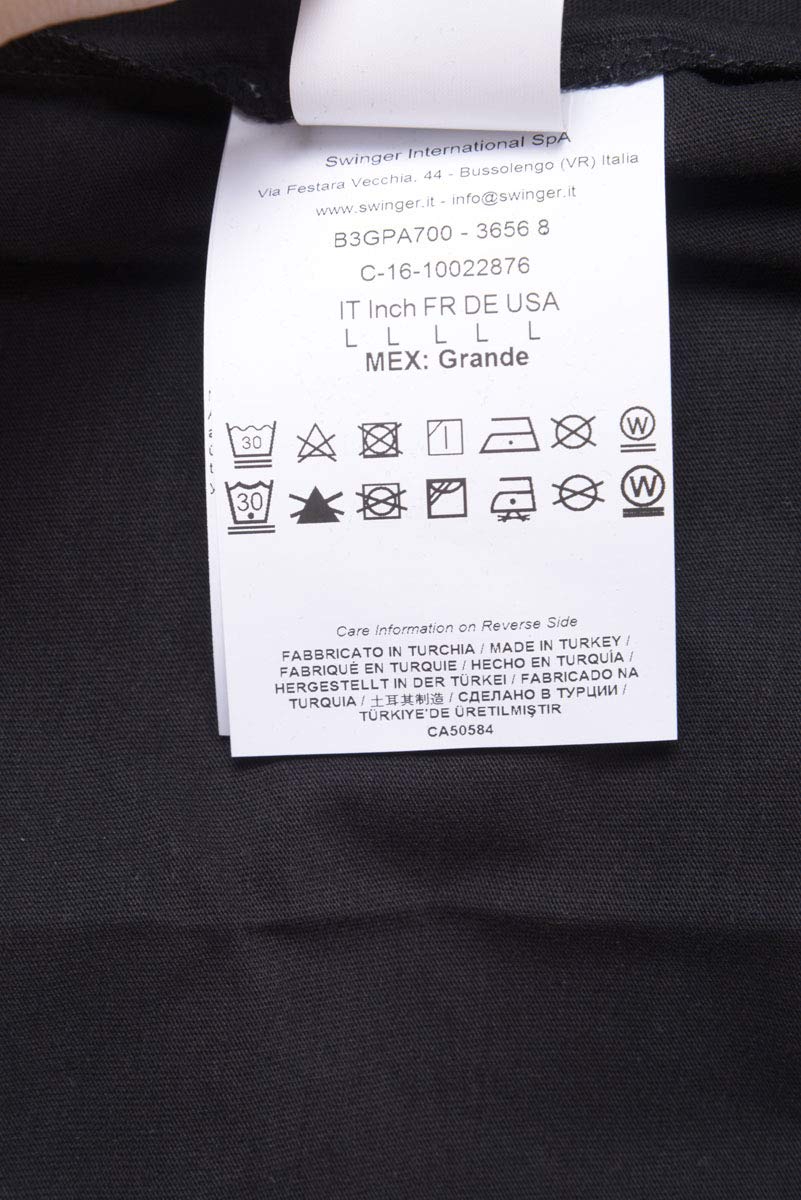 Swinger International SpA
Via Festara Vecchia. 44 - Bussolengo (VR) Italia
www.swinger.it - info@swinger.it
B3GPA700 - 3656 8
C-16-10022876
IT Inch FR DE USA
L L L L L
MEX: Grande
30 W
30 W
Care Information on Reverse Side
FABBRICATO IN TURCHIA / MADE IN TURKEY /
FABRIQUÉ EN TURQUIE / HECHO EN TURQUÍA /
HERGESTELLT IN DER TÜRKEI / FABRICADO NA
TURQUIA / 土耳其制造 / СДЕЛАНО В ТУРЦИИ /
TÜRKIYE'DE ÜRETILMIŞTIR
CA50584